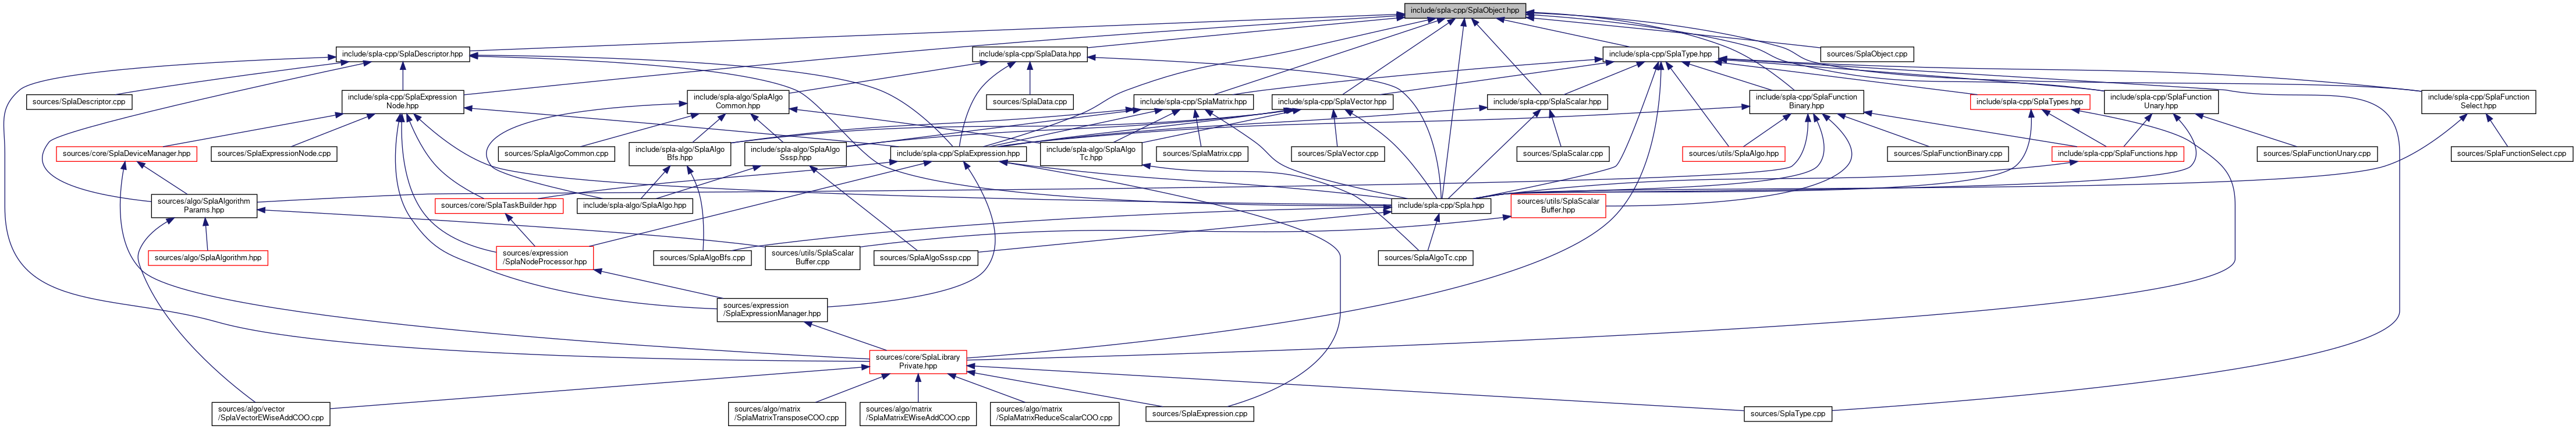 include/spla-cpp/SplaObject.hpp
include/spla-cpp/SplaDescriptor.hpp
include/spla-cpp/SplaData.hpp
include/spla-cpp/SplaType.hpp
sources/SplaObject.cpp
sources/SplaDescriptor.cpp
include/spla-cpp/SplaExpression
Node.hpp
include/spla-algo/SplaAlgo
Common.hpp
sources/SplaData.cpp
include/spla-cpp/SplaMatrix.hpp
include/spla-cpp/SplaVector.hpp
include/spla-cpp/SplaScalar.hpp
include/spla-cpp/SplaFunction
Binary.hpp
include/spla-cpp/SplaTypes.hpp
include/spla-cpp/SplaFunction
Unary.hpp
include/spla-cpp/SplaFunction
Select.hpp
sources/core/SplaDeviceManager.hpp
sources/SplaExpressionNode.cpp
sources/SplaAlgoCommon.cpp
include/spla-algo/SplaAlgo
Bfs.hpp
include/spla-algo/SplaAlgo
Sssp.hpp
include/spla-cpp/SplaExpression.hpp
include/spla-algo/SplaAlgo
Tc.hpp
sources/SplaMatrix.cpp
sources/SplaVector.cpp
sources/SplaScalar.cpp
sources/utils/SplaAlgo.hpp
sources/SplaFunctionBinary.cpp
include/spla-cpp/SplaFunctions.hpp
sources/SplaFunctionUnary.cpp
sources/SplaFunctionSelect.cpp
sources/algo/SplaAlgorithm
Params.hpp
sources/core/SplaTaskBuilder.hpp
include/spla-algo/SplaAlgo.hpp
include/spla-cpp/Spla.hpp
sources/utils/SplaScalar
Buffer.hpp
sources/algo/SplaAlgorithm.hpp
sources/expression
/SplaNodeProcessor.hpp
sources/SplaAlgoBfs.cpp
sources/utils/SplaScalar
Buffer.cpp
sources/SplaAlgoSssp.cpp
sources/SplaAlgoTc.cpp
sources/expression
/SplaExpressionManager.hpp
sources/core/SplaLibrary
Private.hpp
sources/algo/vector
/SplaVectorEWiseAddCOO.cpp
sources/algo/matrix
/SplaMatrixTransposeCOO.cpp
sources/algo/matrix
/SplaMatrixEWiseAddCOO.cpp
sources/algo/matrix
/SplaMatrixReduceScalarCOO.cpp
sources/SplaExpression.cpp
sources/SplaType.cpp